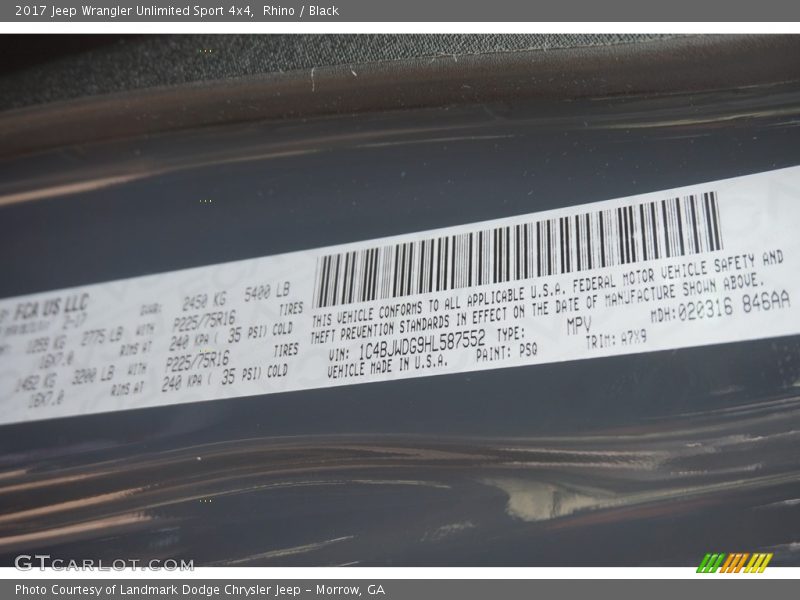 2017 Jeep Wrangler Unlimited Sport 4x4, Rhino / Black
FCA US LLC
2-17
GVWR: 2450 KG 5400 LB
1259 KG 2775 LB WITH P225/75R16 TIRES
16X7.0 RIMS AT 240 KPA ( 35 PSI) COLD
1452 KG 3200 LB WITH P225/75R16 TIRES
16X7.0 RIMS AT 240 KPA ( 35 PSI) COLD
THIS VEHICLE CONFORMS TO ALL APPLICABLE U.S.A. FEDERAL MOTOR VEHICLE SAFETY AND
THEFT PREVENTION STANDARDS IN EFFECT ON THE DATE OF MANUFACTURE SHOWN ABOVE.
VIN: 1C4BJWDG9HL587552 TYPE: MPV MDH:020316 846AA
VEHICLE MADE IN U.S.A. PAINT: PSQ TRIM: A7X9
GTCARLOT.COM
Photo Courtesy of Landmark Dodge Chrysler Jeep – Morrow, GA